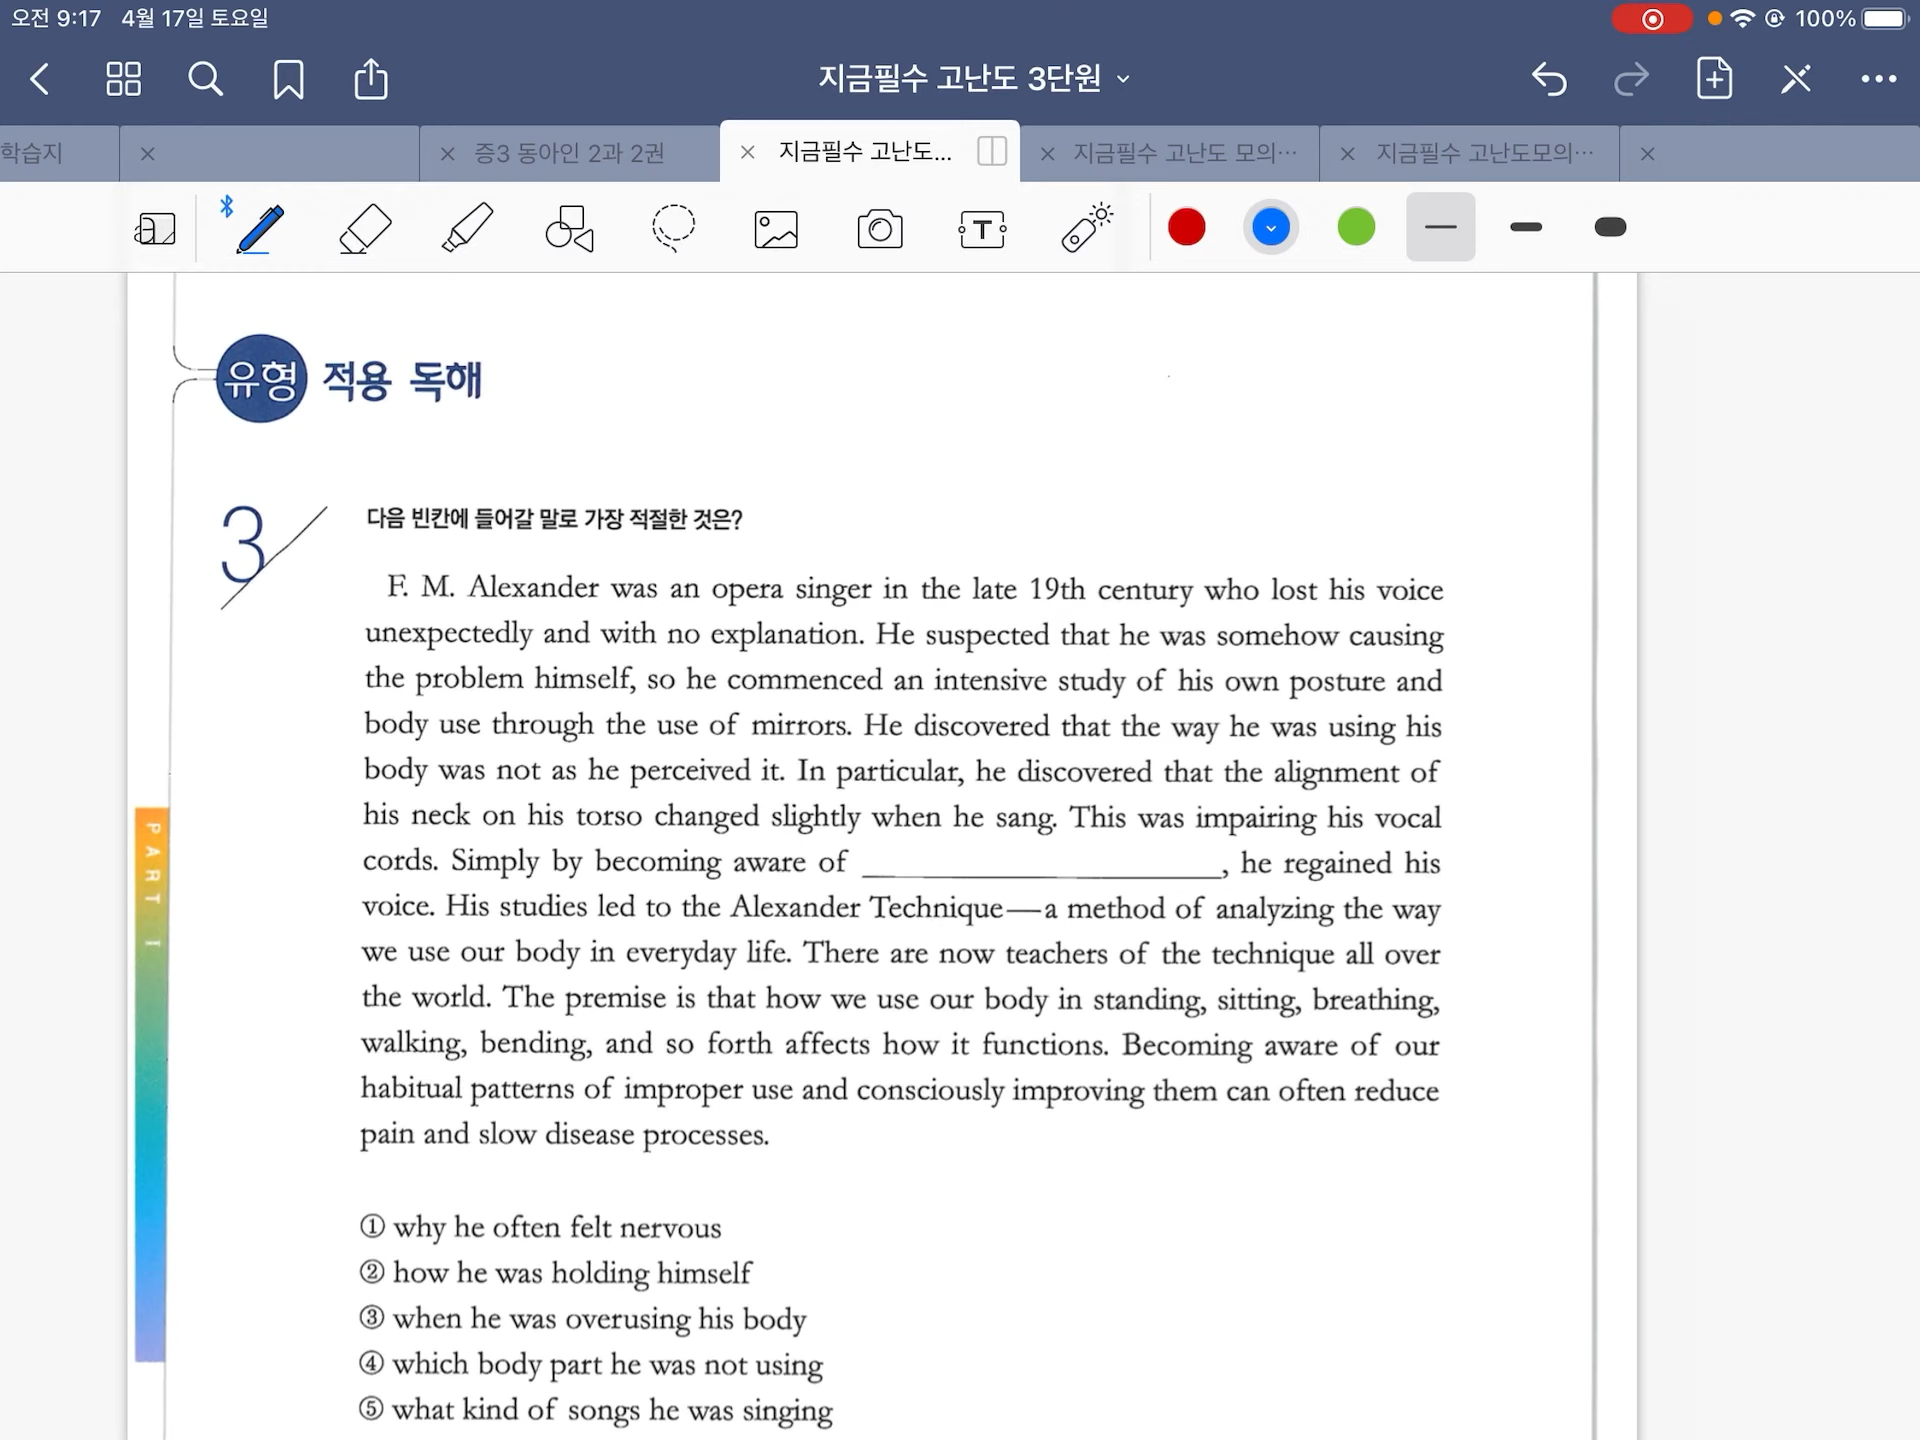 오전 9:17 4월 17일 토요일
100%
지금필수 고난도 3단원
학습지
중3 동아인 2과 2권
지금필수 고난도...
지금필수 고난도 모의…
지금필수 고난도모의…
유형 적용 독해
3
다음 빈칸에 들어갈 말로 가장 적절한 것은?
F. M. Alexander was an opera singer in the late 19th century who lost his voice
unexpectedly and with no explanation. He suspected that he was somehow causing
the problem himself, so he commenced an intensive study of his own posture and
body use through the use of mirrors. He discovered that the way he was using his
body was not as he perceived it. In particular, he discovered that the alignment of
his neck on his torso changed slightly when he sang. This was impairing his vocal
cords. Simply by becoming aware of ____________________, he regained his
voice. His studies led to the Alexander Technique—a method of analyzing the way
we use our body in everyday life. There are now teachers of the technique all over
the world. The premise is that how we use our body in standing, sitting, breathing,
walking, bending, and so forth affects how it functions. Becoming aware of our
habitual patterns of improper use and consciously improving them can often reduce
pain and slow disease processes.
① why he often felt nervous
② how he was holding himself
③ when he was overusing his body
④ which body part he was not using
⑤ what kind of songs he was singing
PART I